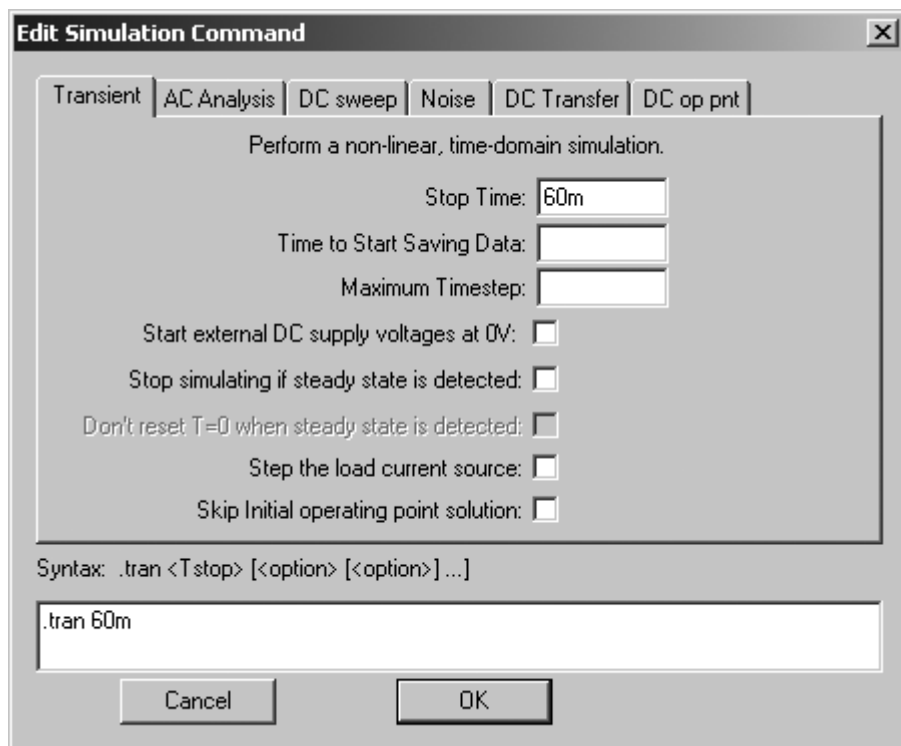 Edit Simulation Command
Transient AC Analysis DC sweep Noise DC Transfer DC op pnt
Perform a non-linear, time-domain simulation.
Stop Time: 60m
Time to Start Saving Data:
Maximum Timestep:
Start external DC supply voltages at 0V:
Stop simulating if steady state is detected:
Don't reset T=0 when steady state is detected:
Step the load current source:
Skip Initial operating point solution:
Syntax: .tran <Tstop> [<option> [<option>] ...]
.tran 60m
Cancel OK